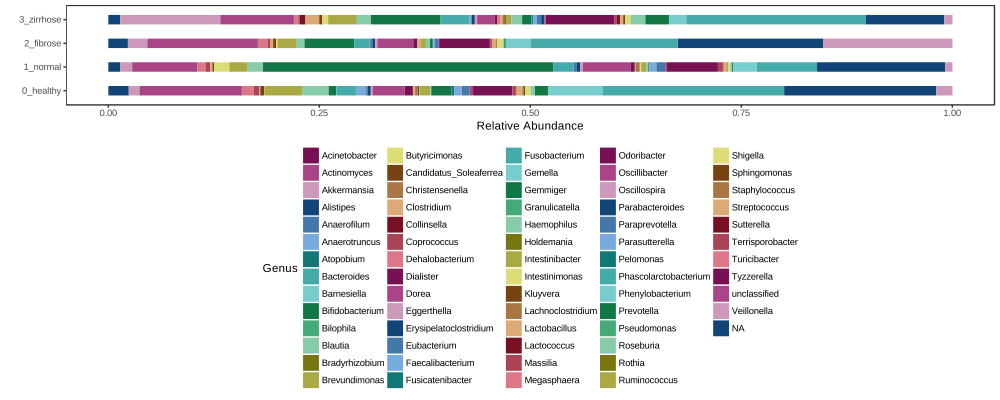 3_zirrhose
2_fibrose
1_normal
0_healthy
0.00 0.25 0.50 0.75 1.00
Relative Abundance
Genus
Acinetobacter
Actinomyces
Akkermansia
Alistipes
Anaerofilum
Anaerotruncus
Atopobium
Bacteroides
Barnesiella
Bifidobacterium
Bilophila
Blautia
Bradyrhizobium
Brevundimonas
Butyricimonas
Candidatus_Soleaferrea
Christensenella
Clostridium
Collinsella
Coprococcus
Dehalobacterium
Dialister
Dorea
Eggerthella
Erysipelatoclostridium
Eubacterium
Faecalibacterium
Fusicatenibacter
Fusobacterium
Gemella
Gemmiger
Granulicatella
Haemophilus
Holdemania
Intestinibacter
Intestinimonas
Kluyvera
Lachnoclostridium
Lactobacillus
Lactococcus
Massilia
Megasphaera
Odoribacter
Oscillibacter
Oscillospira
Parabacteroides
Paraprevotella
Parasutterella
Pelomonas
Phascolarctobacterium
Phenylobacterium
Prevotella
Pseudomonas
Roseburia
Rothia
Ruminococcus
Shigella
Sphingomonas
Staphylococcus
Streptococcus
Sutterella
Terrisporobacter
Turicibacter
Tyzzerella
unclassified
Veillonella
NA